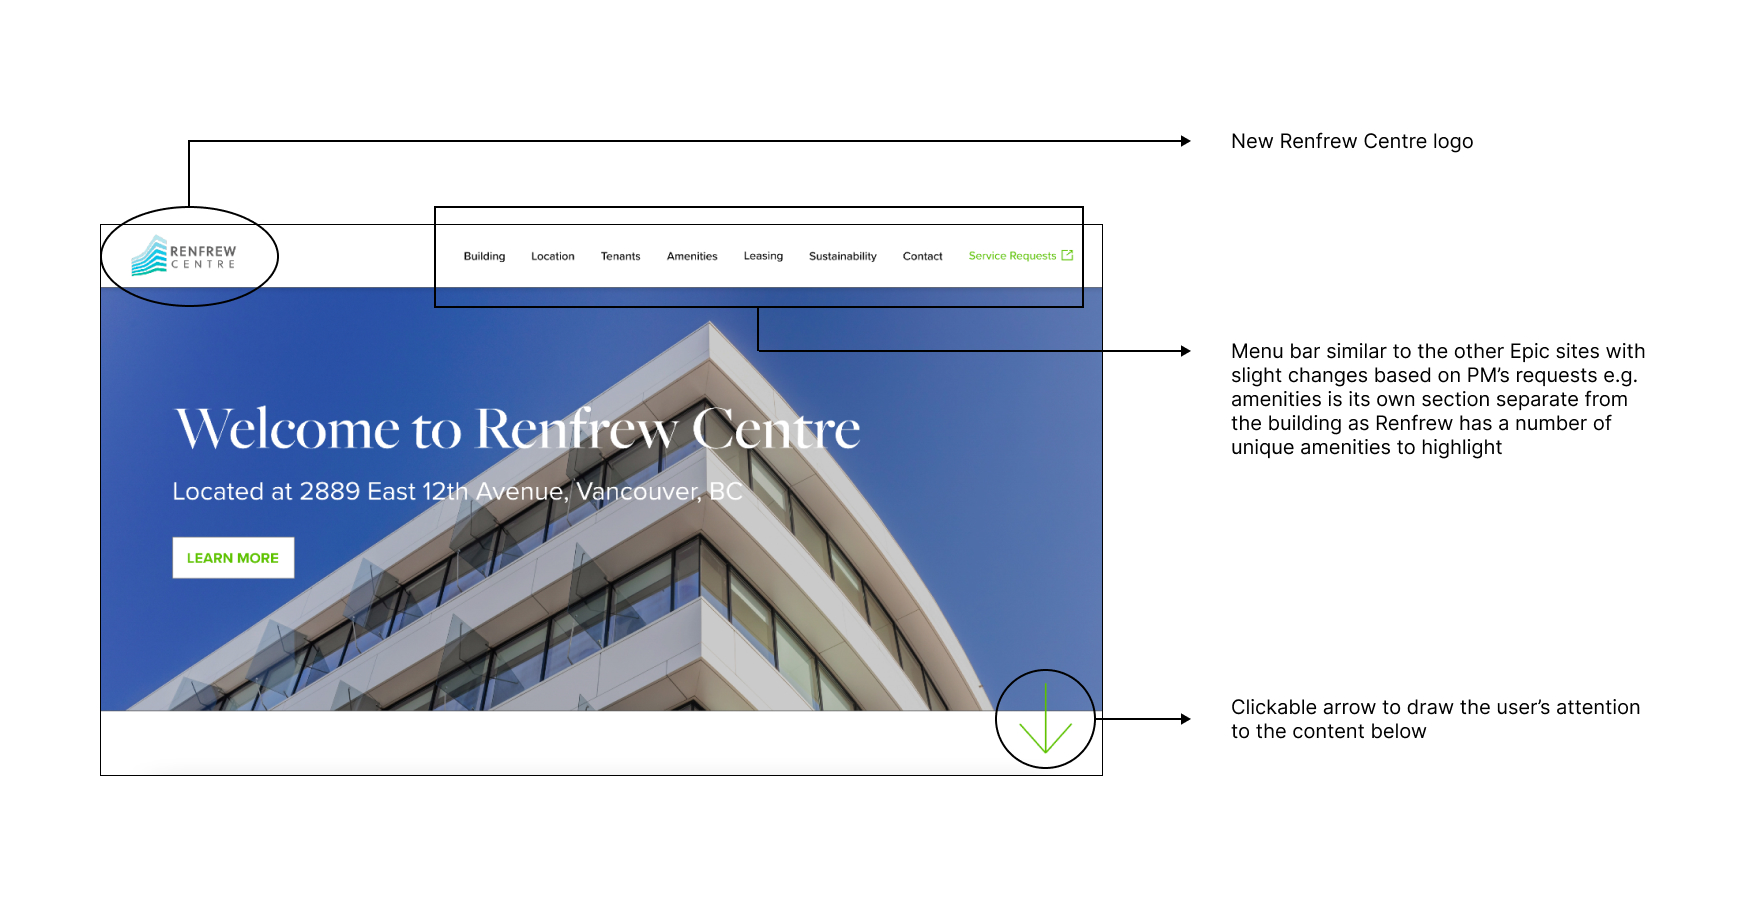 New Renfrew Centre logo
RENFREW
CENTRE
Building Location Tenants Amenities Leasing Sustainability Contact Service Requests
Menu bar similar to the other Epic sites with
slight changes based on PM’s requests e.g.
amenities is its own section separate from
the building as Renfrew has a number of
unique amenities to highlight
Welcome to Renfrew Centre
Located at 2889 East 12th Avenue, Vancouver, BC
LEARN MORE
Clickable arrow to draw the user’s attention
to the content below